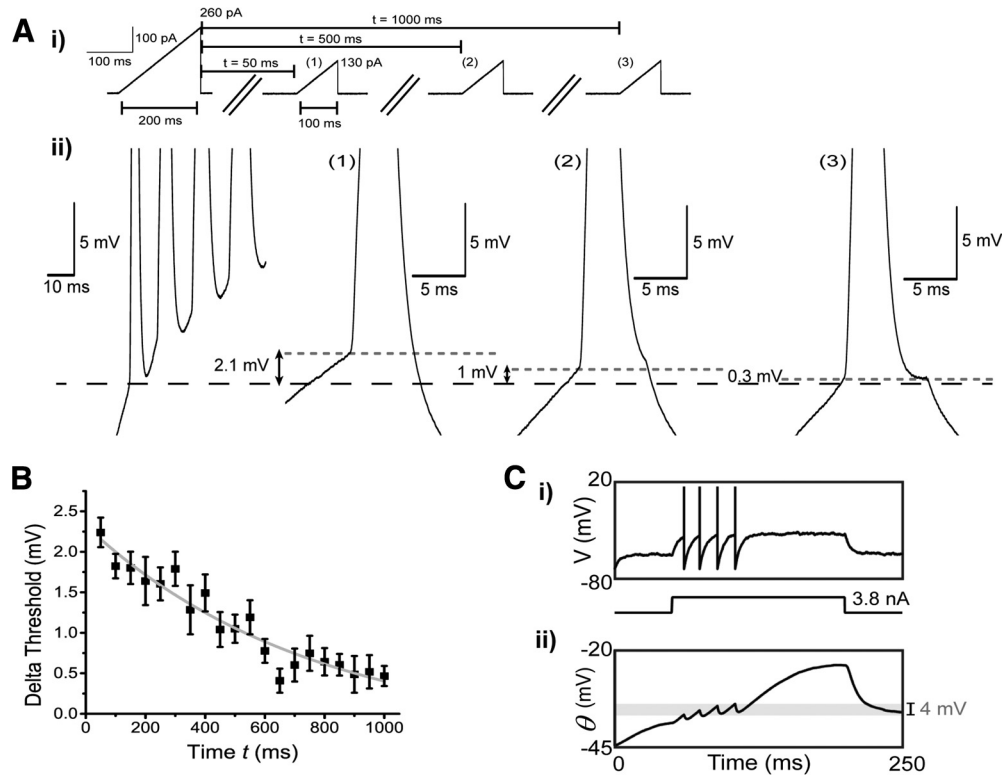 A
i)
260 pA
t = 1000 ms
100 pA
t = 500 ms
100 ms
t = 50 ms
(1)
130 pA
(2)
(3)
200 ms
100 ms
ii)
(1)
(2)
(3)
5 mV
5 mV
5 mV
5 mV
10 ms
5 ms
5 ms
5 ms
2.1 mV
1 mV
0.3 mV
B
Delta Threshold (mV)
2.5
2.0
1.5
1.0
0.5
0.0
0 200 400 600 800 1000
Time t (ms)
C
i)
V (mV)
20
-80
3.8 nA
ii)
θ (mV)
-20
-45
4 mV
0 Time (ms) 250